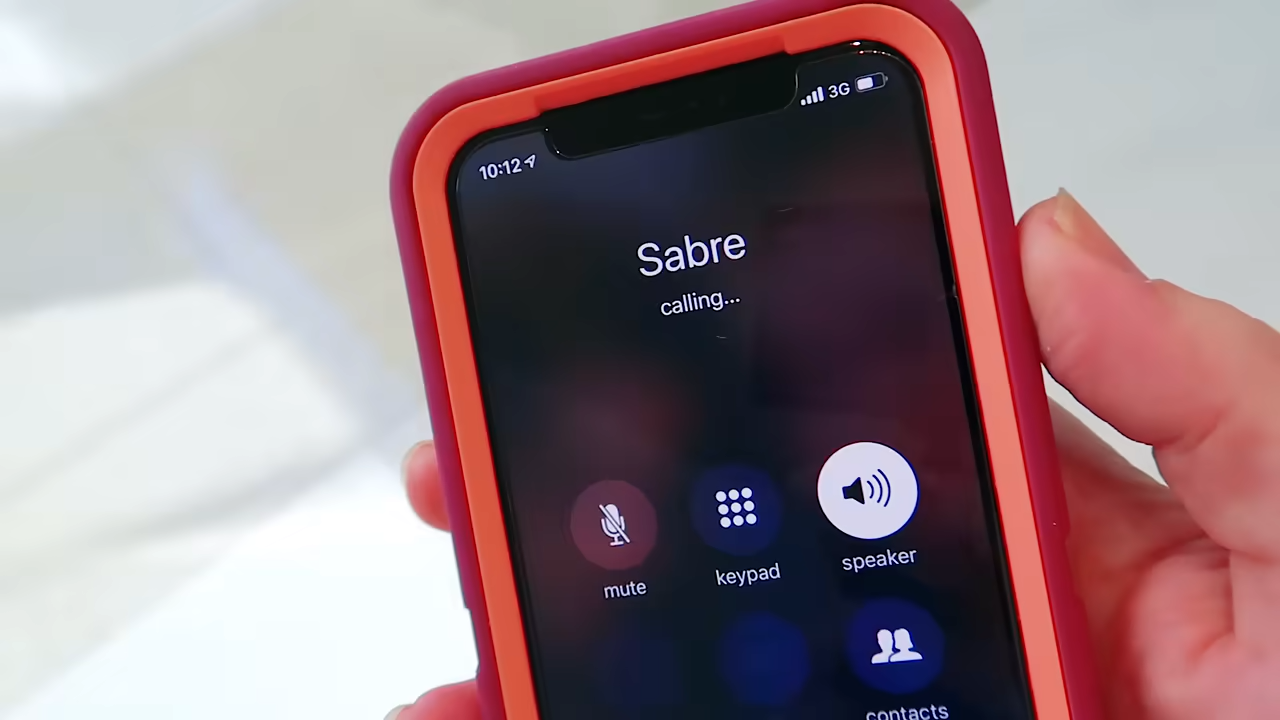 10:12
3G
Sabre
calling...
mute
keypad
speaker
contacts